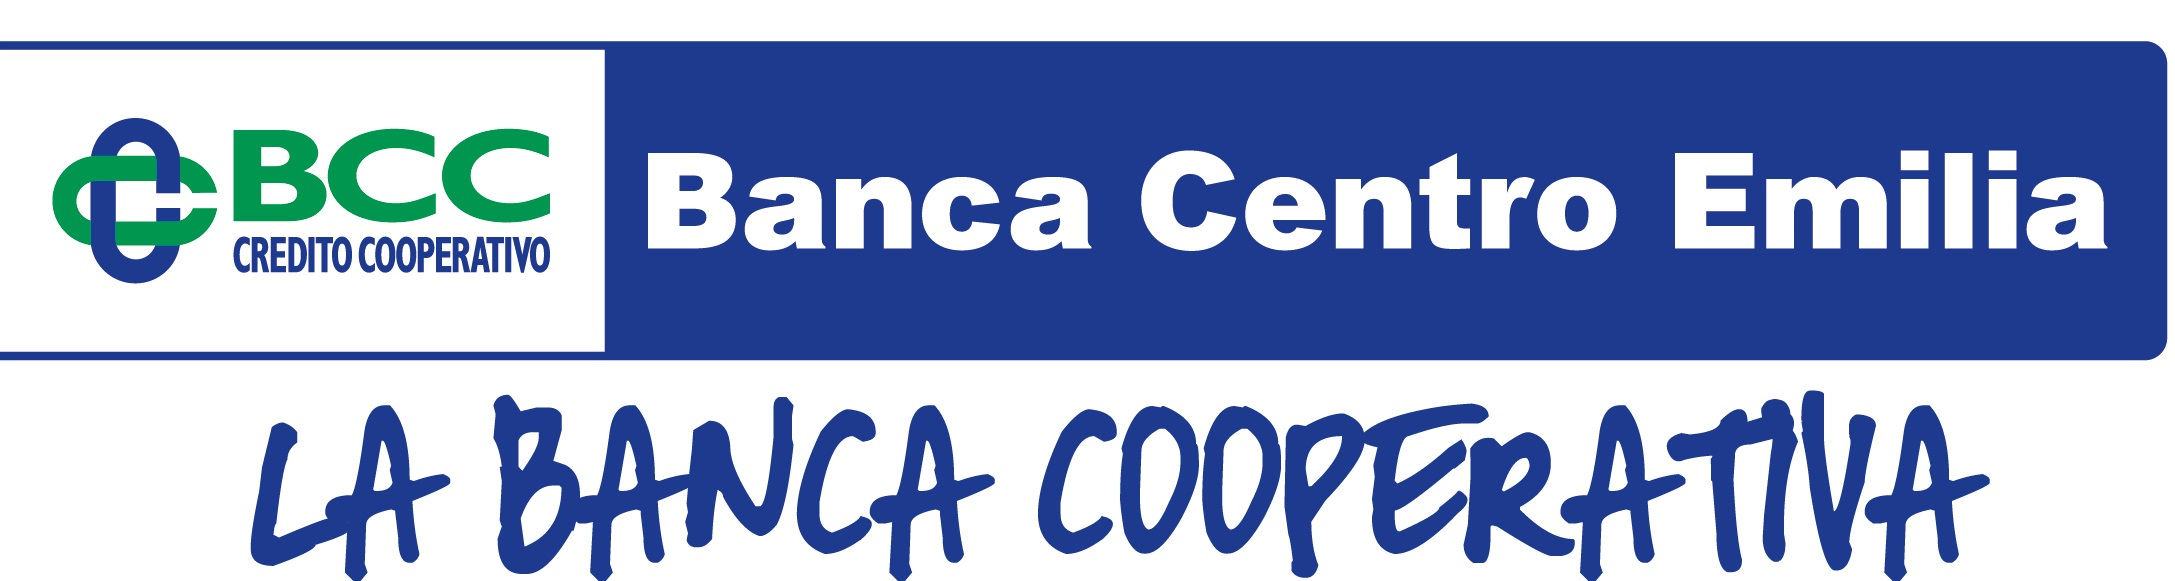 BCC
CREDITO COOPERATIVO
Banca Centro Emilia
LA BANCA COOPERATIVA